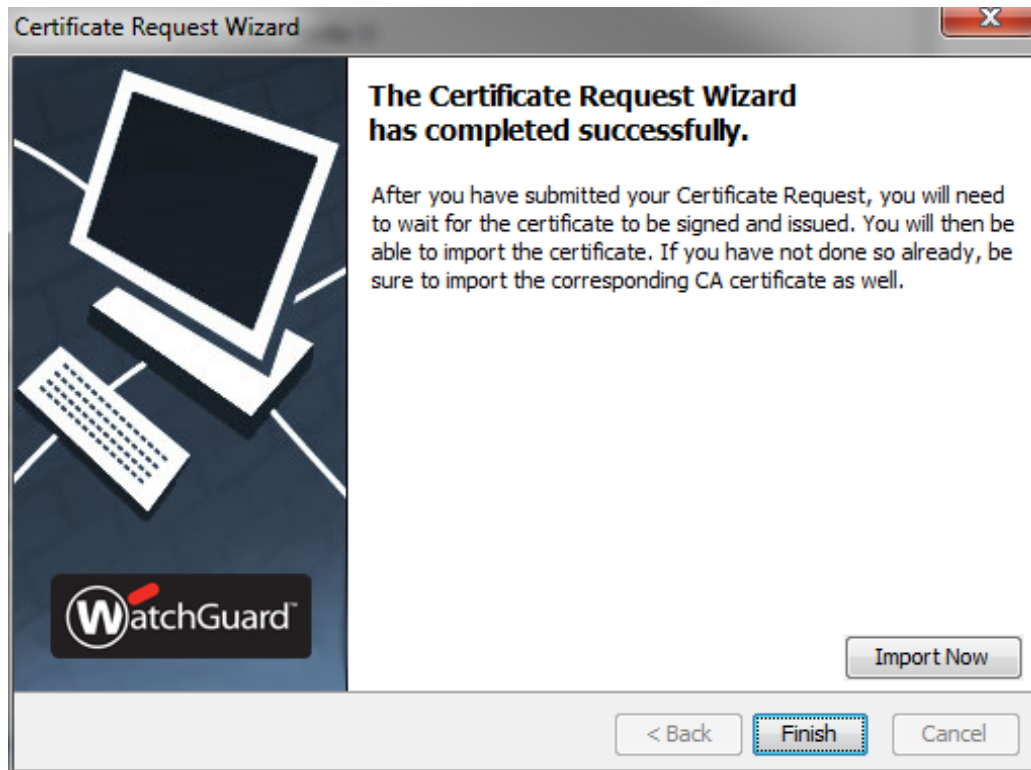 Certificate Request Wizard
The Certificate Request Wizard
has completed successfully.
After you have submitted your Certificate Request, you will need
to wait for the certificate to be signed and issued. You will then be
able to import the certificate. If you have not done so already, be
sure to import the corresponding CA certificate as well.
WatchGuard™
Import Now
< Back
Finish
Cancel